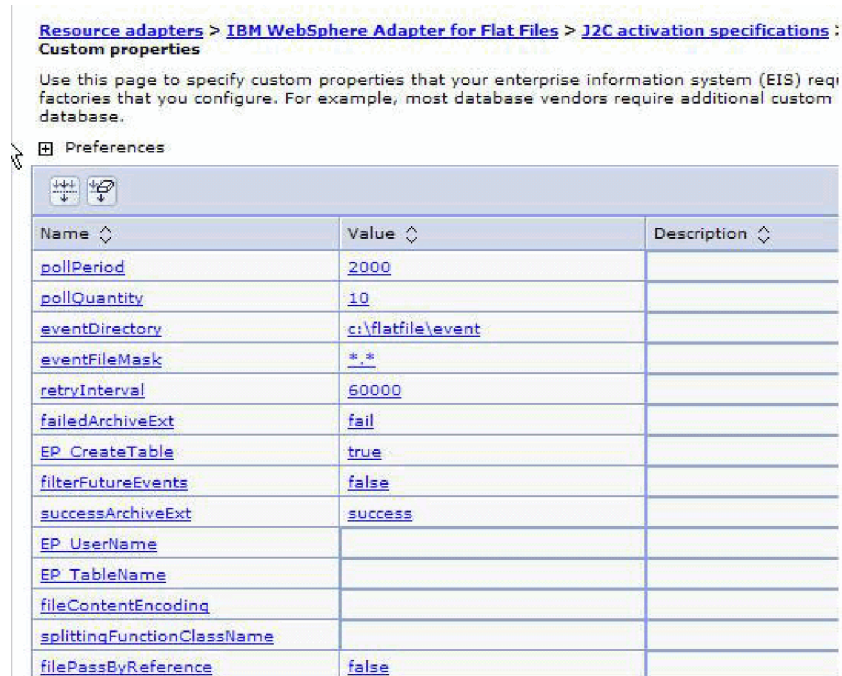 Resource adapters > IBM WebSphere Adapter for Flat Files > J2C activation specifications >
Custom properties
Use this page to specify custom properties that your enterprise information system (EIS) requ
factories that you configure. For example, most database vendors require additional custom
database.
Preferences
Name Value Description
pollPeriod 2000
pollQuantity 10
eventDirectory c:\flatfile\event
eventFileMask *.*
retryInterval 60000
failedArchiveExt fail
EP_CreateTable true
filterFutureEvents false
successArchiveExt success
EP_UserName
EP_TableName
fileContentEncoding
splittingFunctionClassName
filePassByReference false